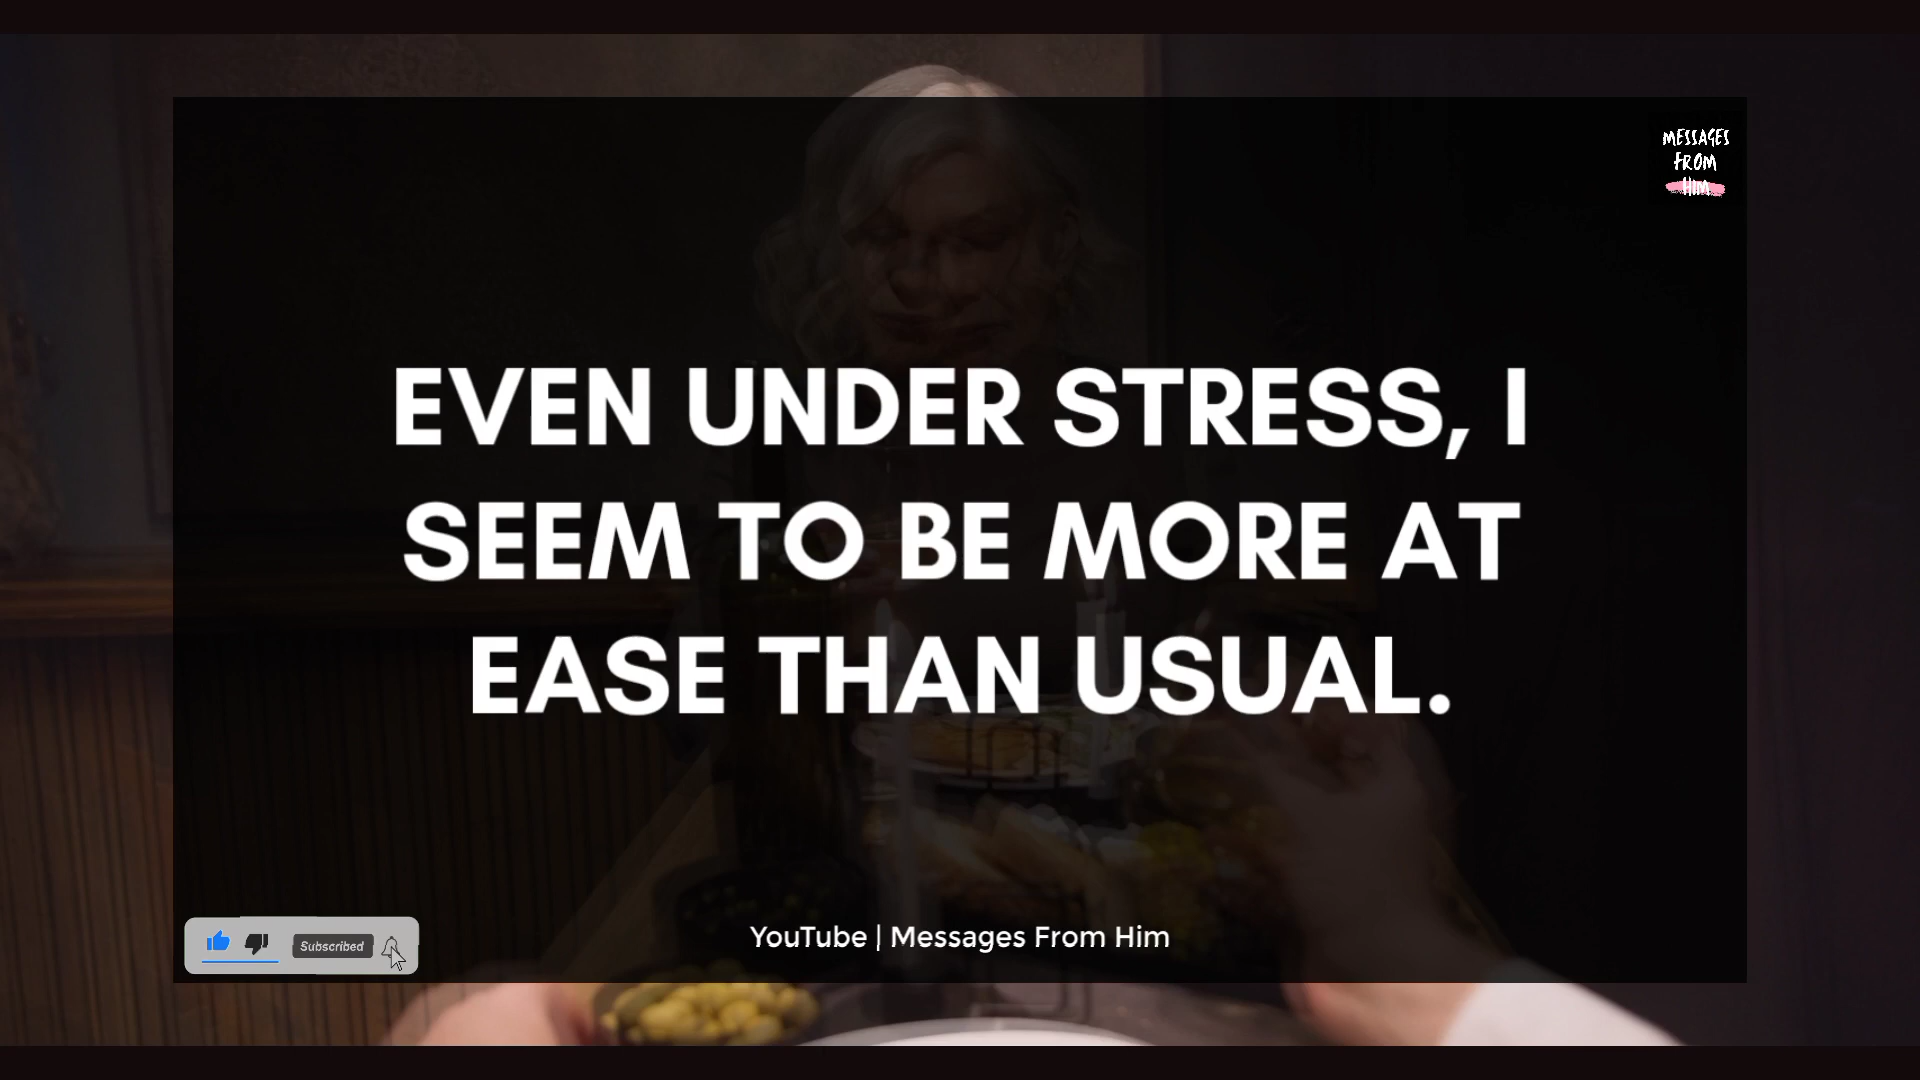 MESSAGES
FROM
HIM
EVEN UNDER STRESS, I
SEEM TO BE MORE AT
EASE THAN USUAL.
Subscribed
YouTube | Messages From Him